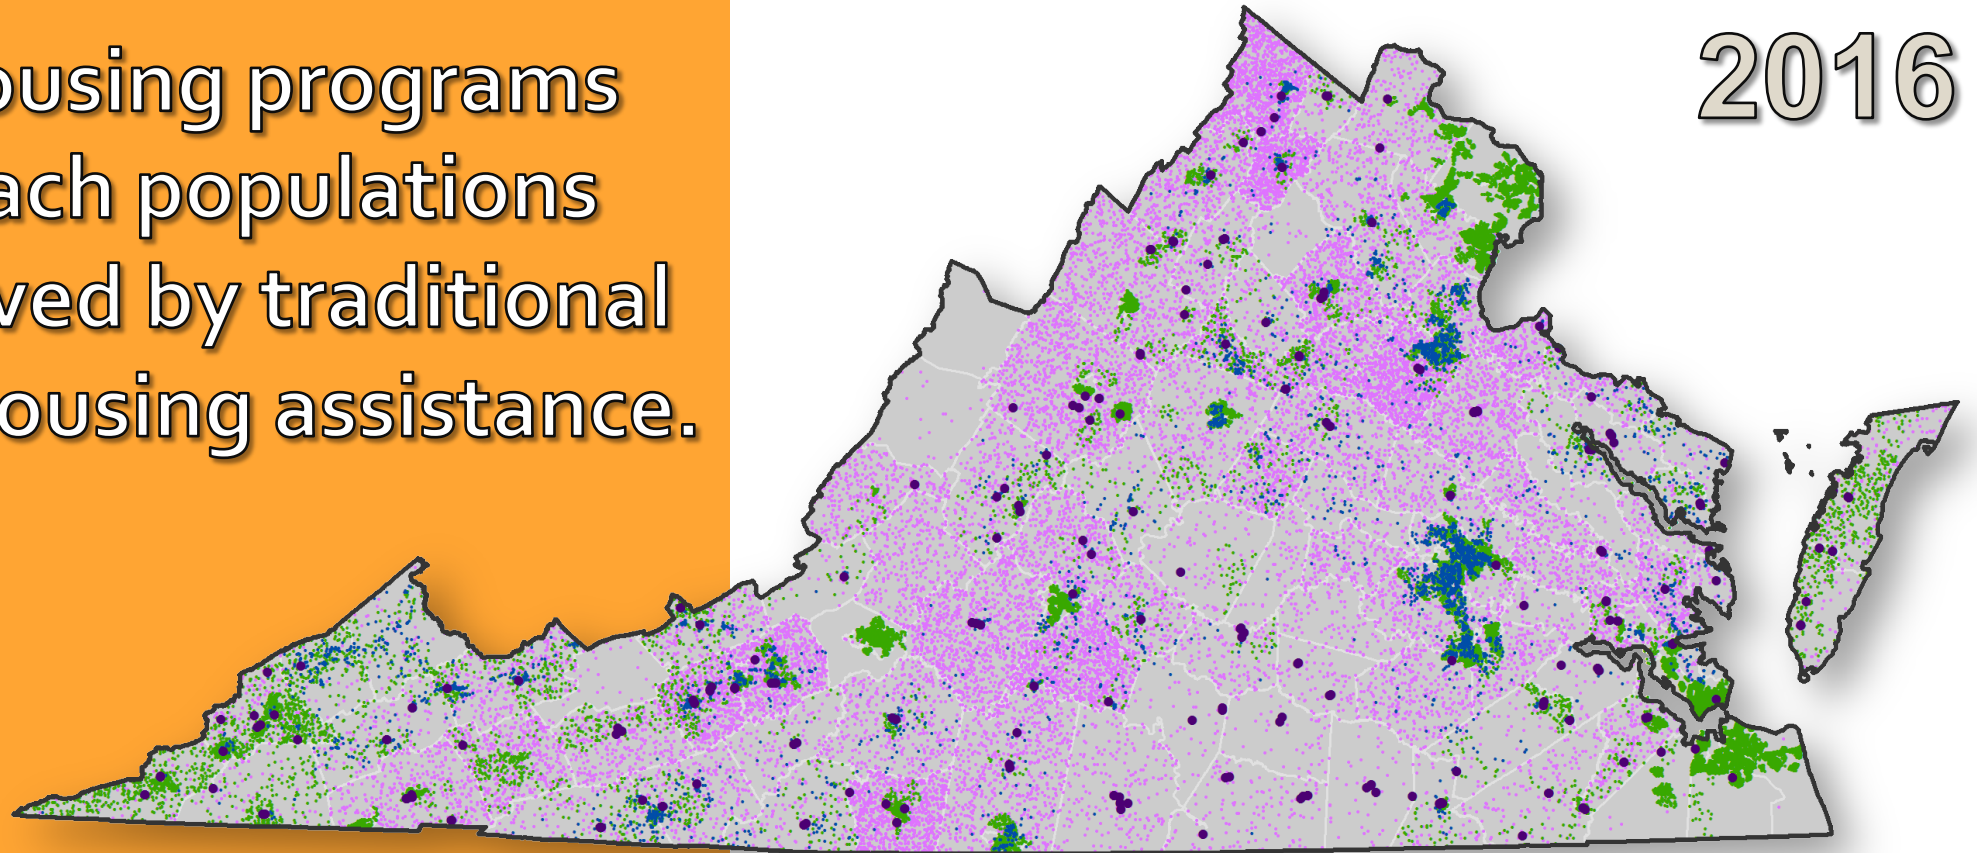 ousing programs
ach populations
ved by traditional
ousing assistance.
2016